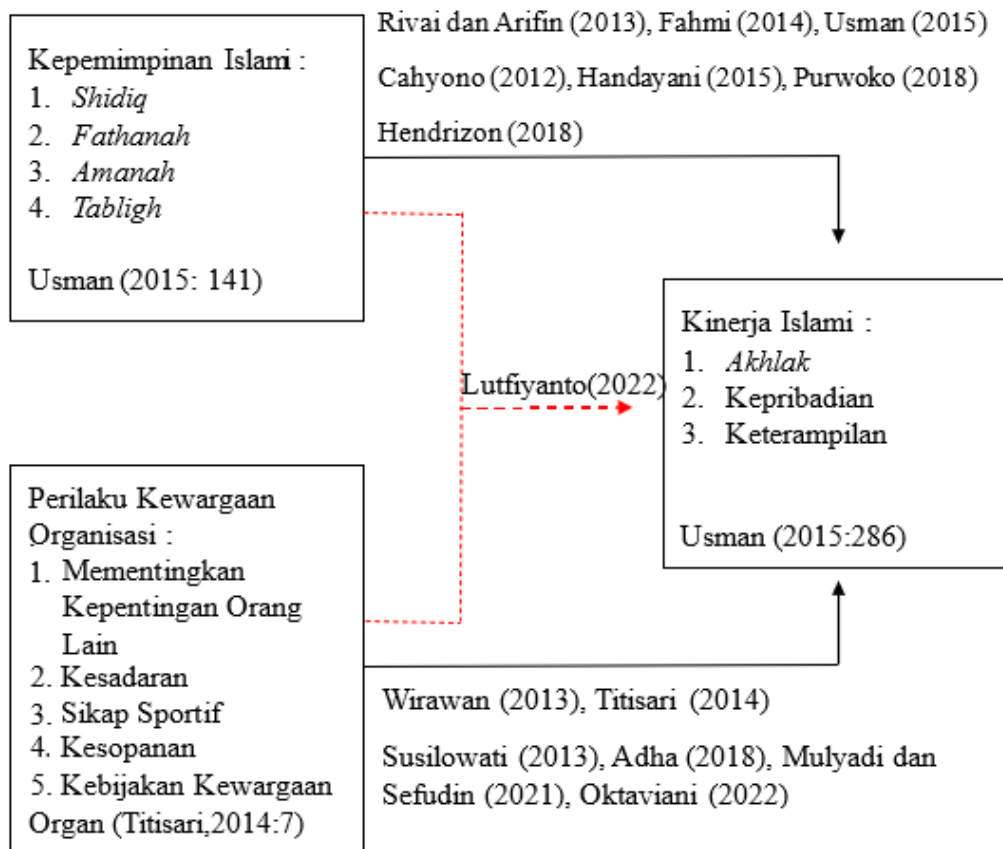 Rivai dan Arifin (2013), Fahmi (2014), Usman (2015)
Cahyono (2012), Handayani (2015), Purwoko (2018)
Hendrizon (2018)
Kepemimpinan Islami :
1. Shidiq
2. Fathanah
3. Amanah
4. Tabligh
Usman (2015: 141)
Lutfiyanto(2022)
Kinerja Islami :
1. Akhlak
2. Kepribadian
3. Keterampilan
Usman (2015:286)
Perilaku Kewargaan
Organisasi :
1. Mementingkan
Kepentingan Orang
Lain
2. Kesadaran
3. Sikap Sportif
4. Kesopanan
5. Kebijakan Kewargaan
Organ (Titisari,2014:7)
Wirawan (2013), Titisari (2014)
Susilowati (2013), Adha (2018), Mulyadi dan
Sefudin (2021), Oktaviani (2022)